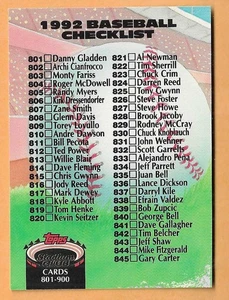 1992 BASEBALL
CHECKLIST
801 Danny Gladden
802 Archi Cianfrocco
803 Monty Fariss
804 Roger McDowell
805 Randy Myers
806 Kirk Dressendorfer
807 Zane Smith
808 Glenn Davis
809 Torey Lovullo
810 Andre Dawson
811 Bill Pecota
812 Ted Power
813 Willie Blair
814 Dave Fleming
815 Chris Gwynn
816 Jody Reed
817 Mark Dewey
818 Kyle Abbott
819 Tom Henke
820 Kevin Seitzer
821 Al Newman
822 Tim Sherrill
823 Chuck Crim
824 Darren Reed
825 Tony Gwynn
826 Steve Foster
827 Steve Howe
828 Brook Jacoby
829 Rodney McCray
830 Chuck Knoblauch
831 John Wehner
832 Scott Garrelts
833 Alejandro Peña
834 Jeff Parrett
835 Juan Bell
836 Lance Dickson
837 Darryl Kile
838 Efrain Valdez
839 Bob Zupcic
840 George Bell
841 Dave Gallagher
842 Tim Belcher
843 Jeff Shaw
844 Mike Fitzgerald
845 Gary Carter
Topps
Stadium Club
CARDS
801-900